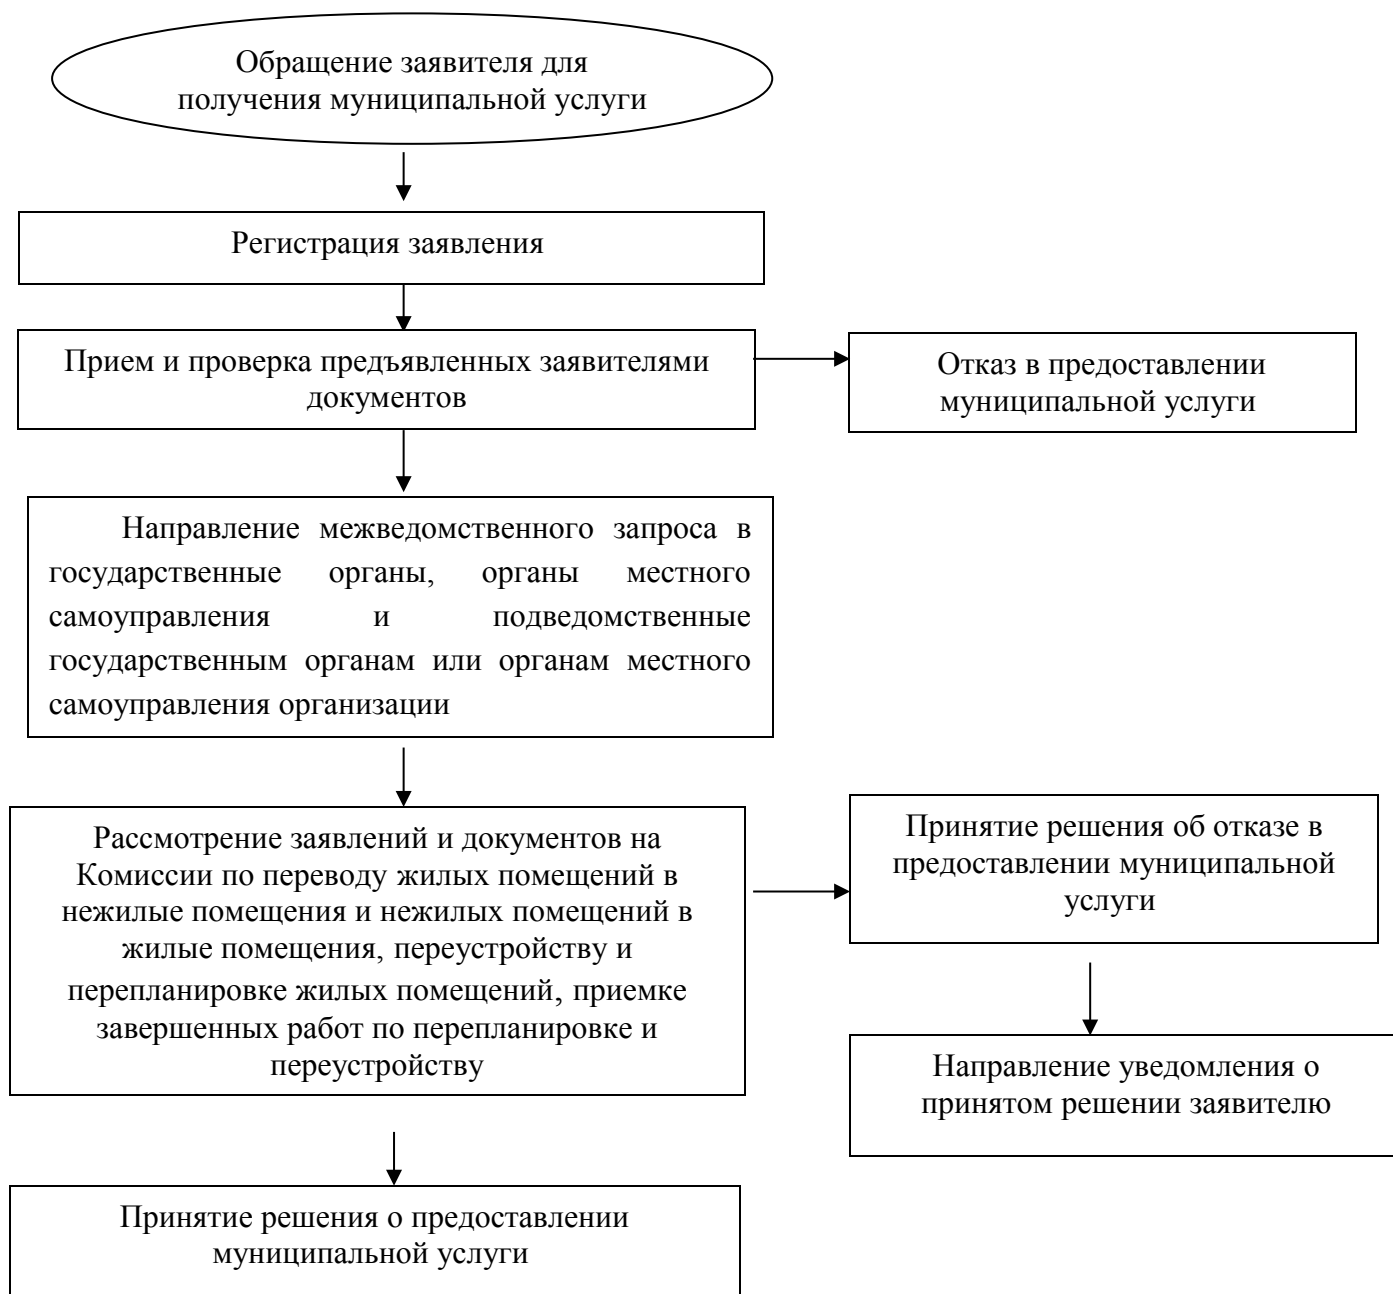 Обращение заявителя для
получения муниципальной услуги
Регистрация заявления
Прием и проверка предъявленных заявителями
документов
Отказ в предоставлении
муниципальной услуги
Направление межведомственного запроса в
государственные органы, органы местного
самоуправления и подведомственные
государственным органам или органам местного
самоуправления организации
Рассмотрение заявлений и документов на
Комиссии по переводу жилых помещений в
нежилые помещения и нежилых помещений в
жилые помещения, переустройству и
перепланировке жилых помещений, приемке
завершенных работ по перепланировке и
переустройству
Принятие решения об отказе в
предоставлении муниципальной
услуги
Направление уведомления о
принятом решении заявителю
Принятие решения о предоставлении
муниципальной услуги